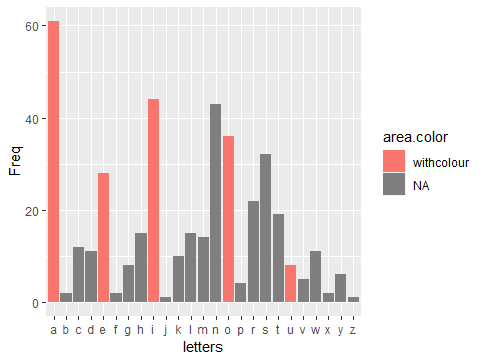 60
40
20
0
Freq
a b c d e f g h i j k l m n o p r s t u v w x y z
letters
area.color
withcolour
NA